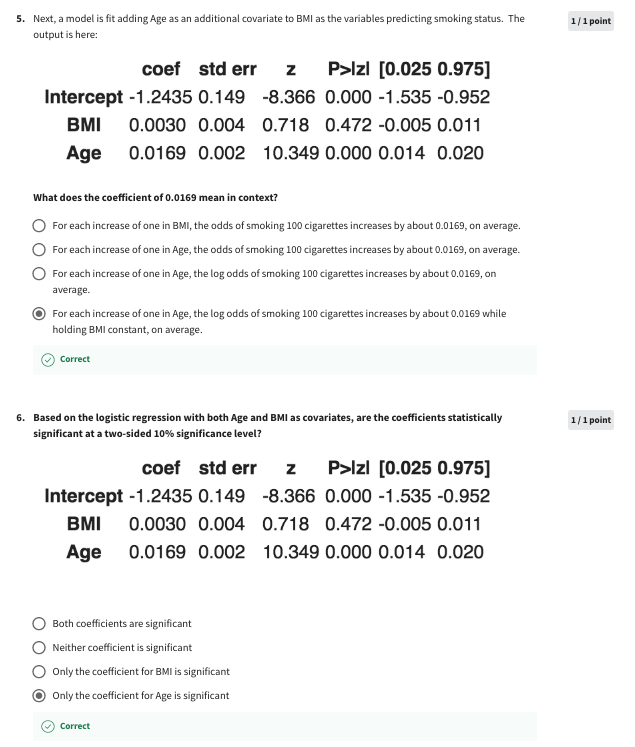 5. Next, a model is fit adding Age as an additional covariate to BMI as the variables predicting smoking status. The
output is here:
1 / 1 point
coef std err z P>|z| [0.025 0.975]
Intercept -1.2435 0.149 -8.366 0.000 -1.535 -0.952
BMI 0.0030 0.004 0.718 0.472 -0.005 0.011
Age 0.0169 0.002 10.349 0.000 0.014 0.020
What does the coefficient of 0.0169 mean in context?
For each increase of one in BMI, the odds of smoking 100 cigarettes increases by about 0.0169, on average.
For each increase of one in Age, the odds of smoking 100 cigarettes increases by about 0.0169, on average.
For each increase of one in Age, the log odds of smoking 100 cigarettes increases by about 0.0169, on
average.
For each increase of one in Age, the log odds of smoking 100 cigarettes increases by about 0.0169 while
holding BMI constant, on average.
Correct
6. Based on the logistic regression with both Age and BMI as covariates, are the coefficients statistically
significant at a two-sided 10% significance level?
1 / 1 point
coef std err z P>|z| [0.025 0.975]
Intercept -1.2435 0.149 -8.366 0.000 -1.535 -0.952
BMI 0.0030 0.004 0.718 0.472 -0.005 0.011
Age 0.0169 0.002 10.349 0.000 0.014 0.020
Both coefficients are significant
Neither coefficient is significant
Only the coefficient for BMI is significant
Only the coefficient for Age is significant
Correct